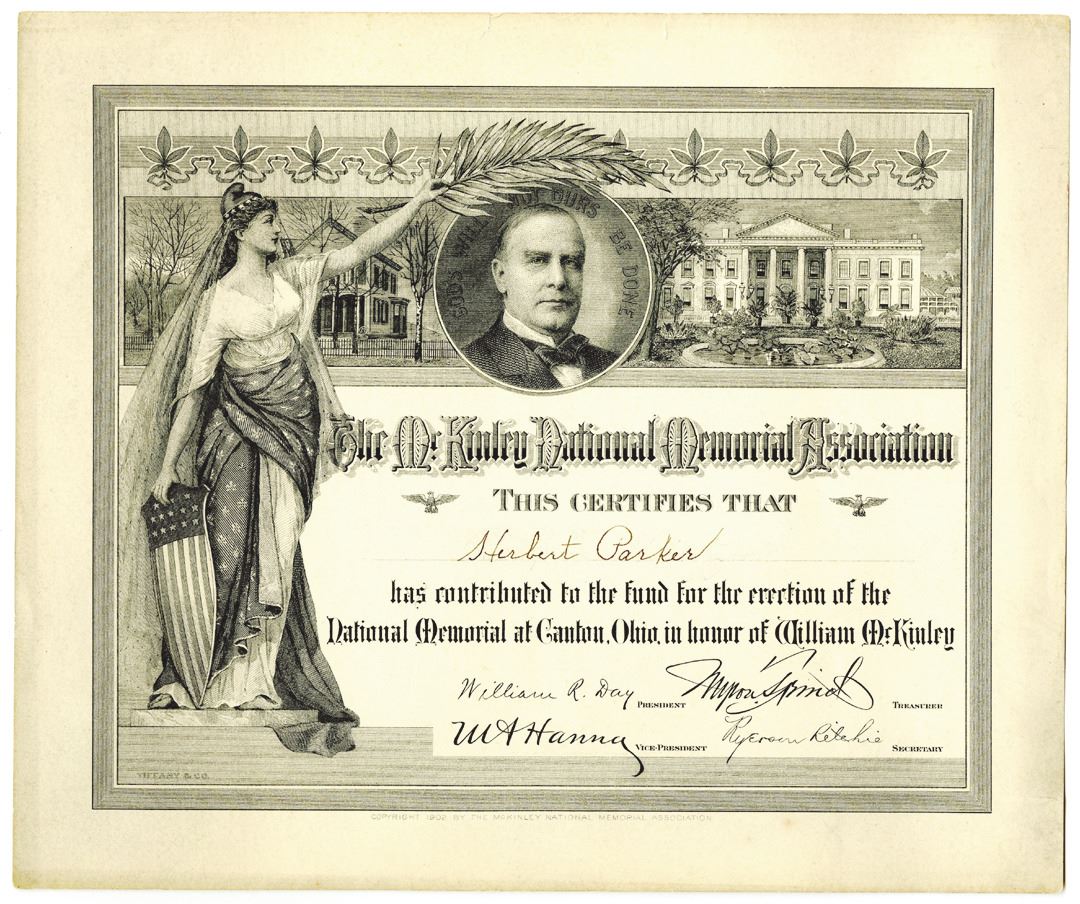 GOD'S WILL NOT OURS BE DONE
The McKinley National Memorial Association
THIS CERTIFIES THAT
Herbert Parker
has contributed to the fund for the erection of the
National Memorial at Canton, Ohio, in honor of William McKinley
William R. Day PRESIDENT Myron T. Herrick TREASURER
M A Hanna VICE-PRESIDENT Ryerson Ritchie SECRETARY
TIFFANY & CO.
COPYRIGHT 1902 BY THE MCKINLEY NATIONAL MEMORIAL ASSOCIATION